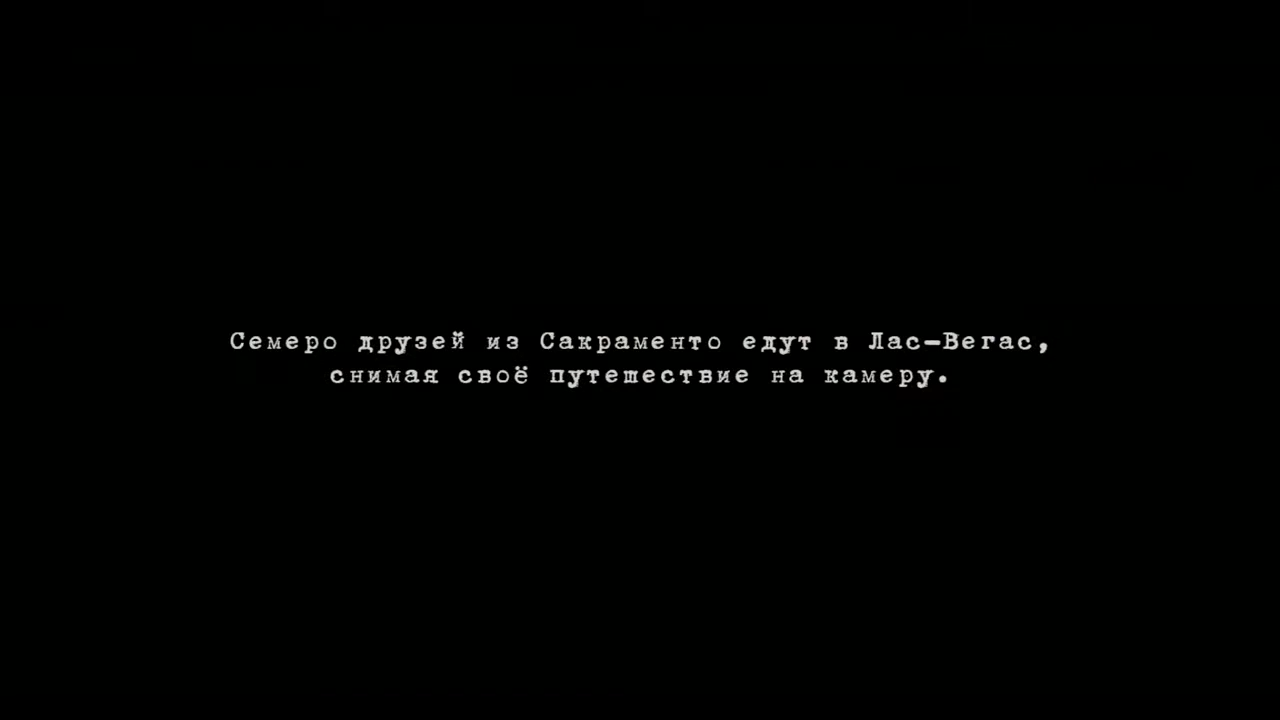 Семеро друзей из Сакраменто едут в Лас-Вегас,
снимая своё путешествие на камеру.